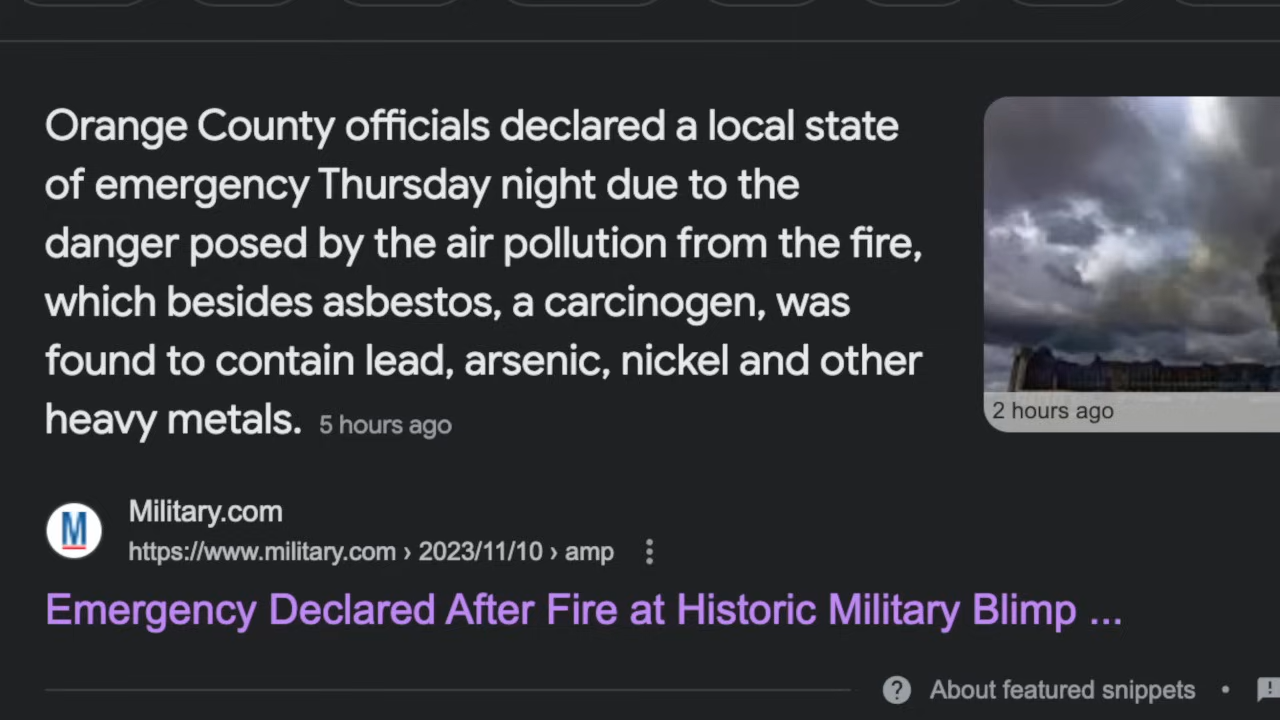 Orange County officials declared a local state
of emergency Thursday night due to the
danger posed by the air pollution from the fire,
which besides asbestos, a carcinogen, was
found to contain lead, arsenic, nickel and other
heavy metals. 5 hours ago
2 hours ago
M
Military.com
https://www.military.com › 2023/11/10 › amp
Emergency Declared After Fire at Historic Military Blimp ...
? About featured snippets •